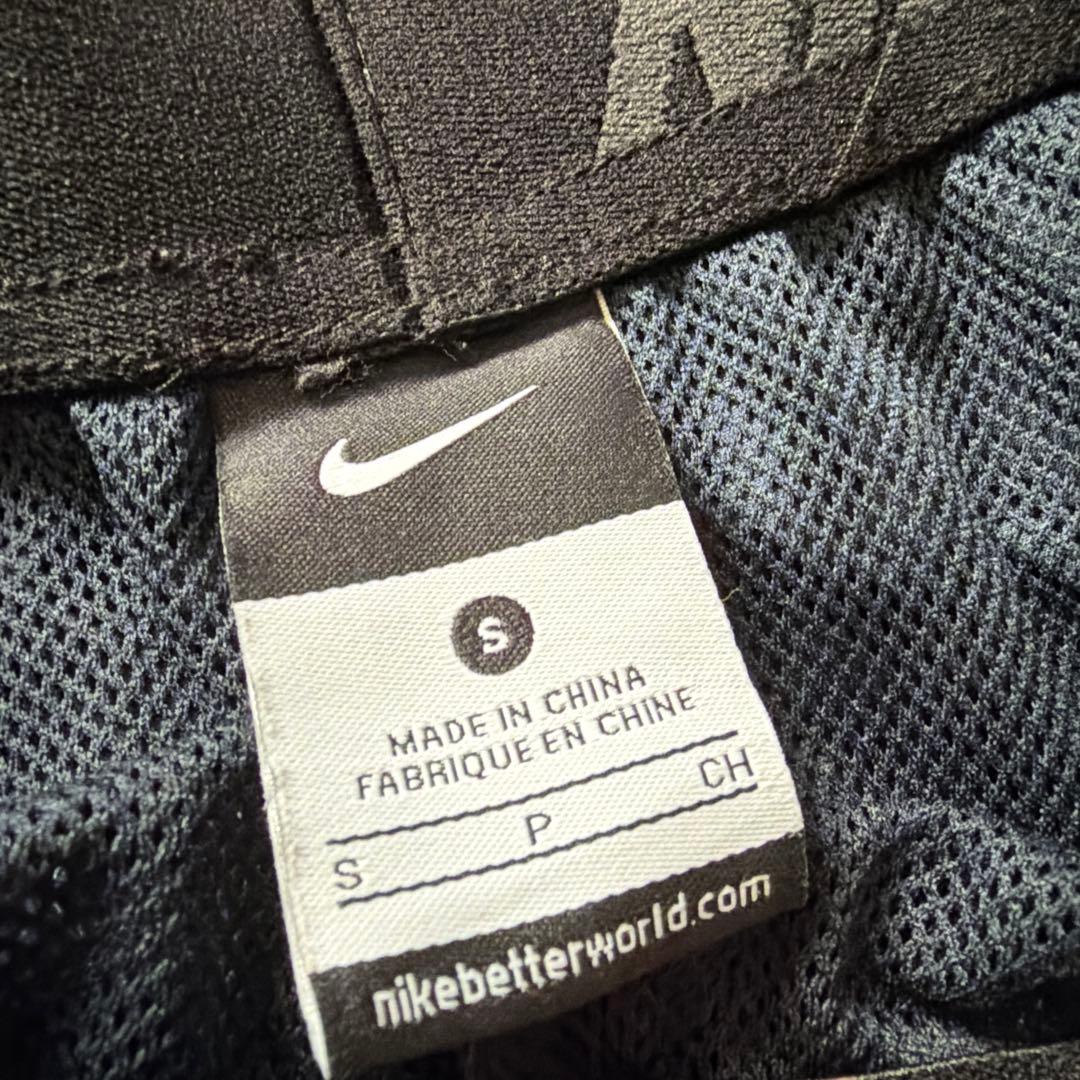 S
MADE IN CHINA
FABRIQUE EN CHINE
S P CH
nikebetterworld.com